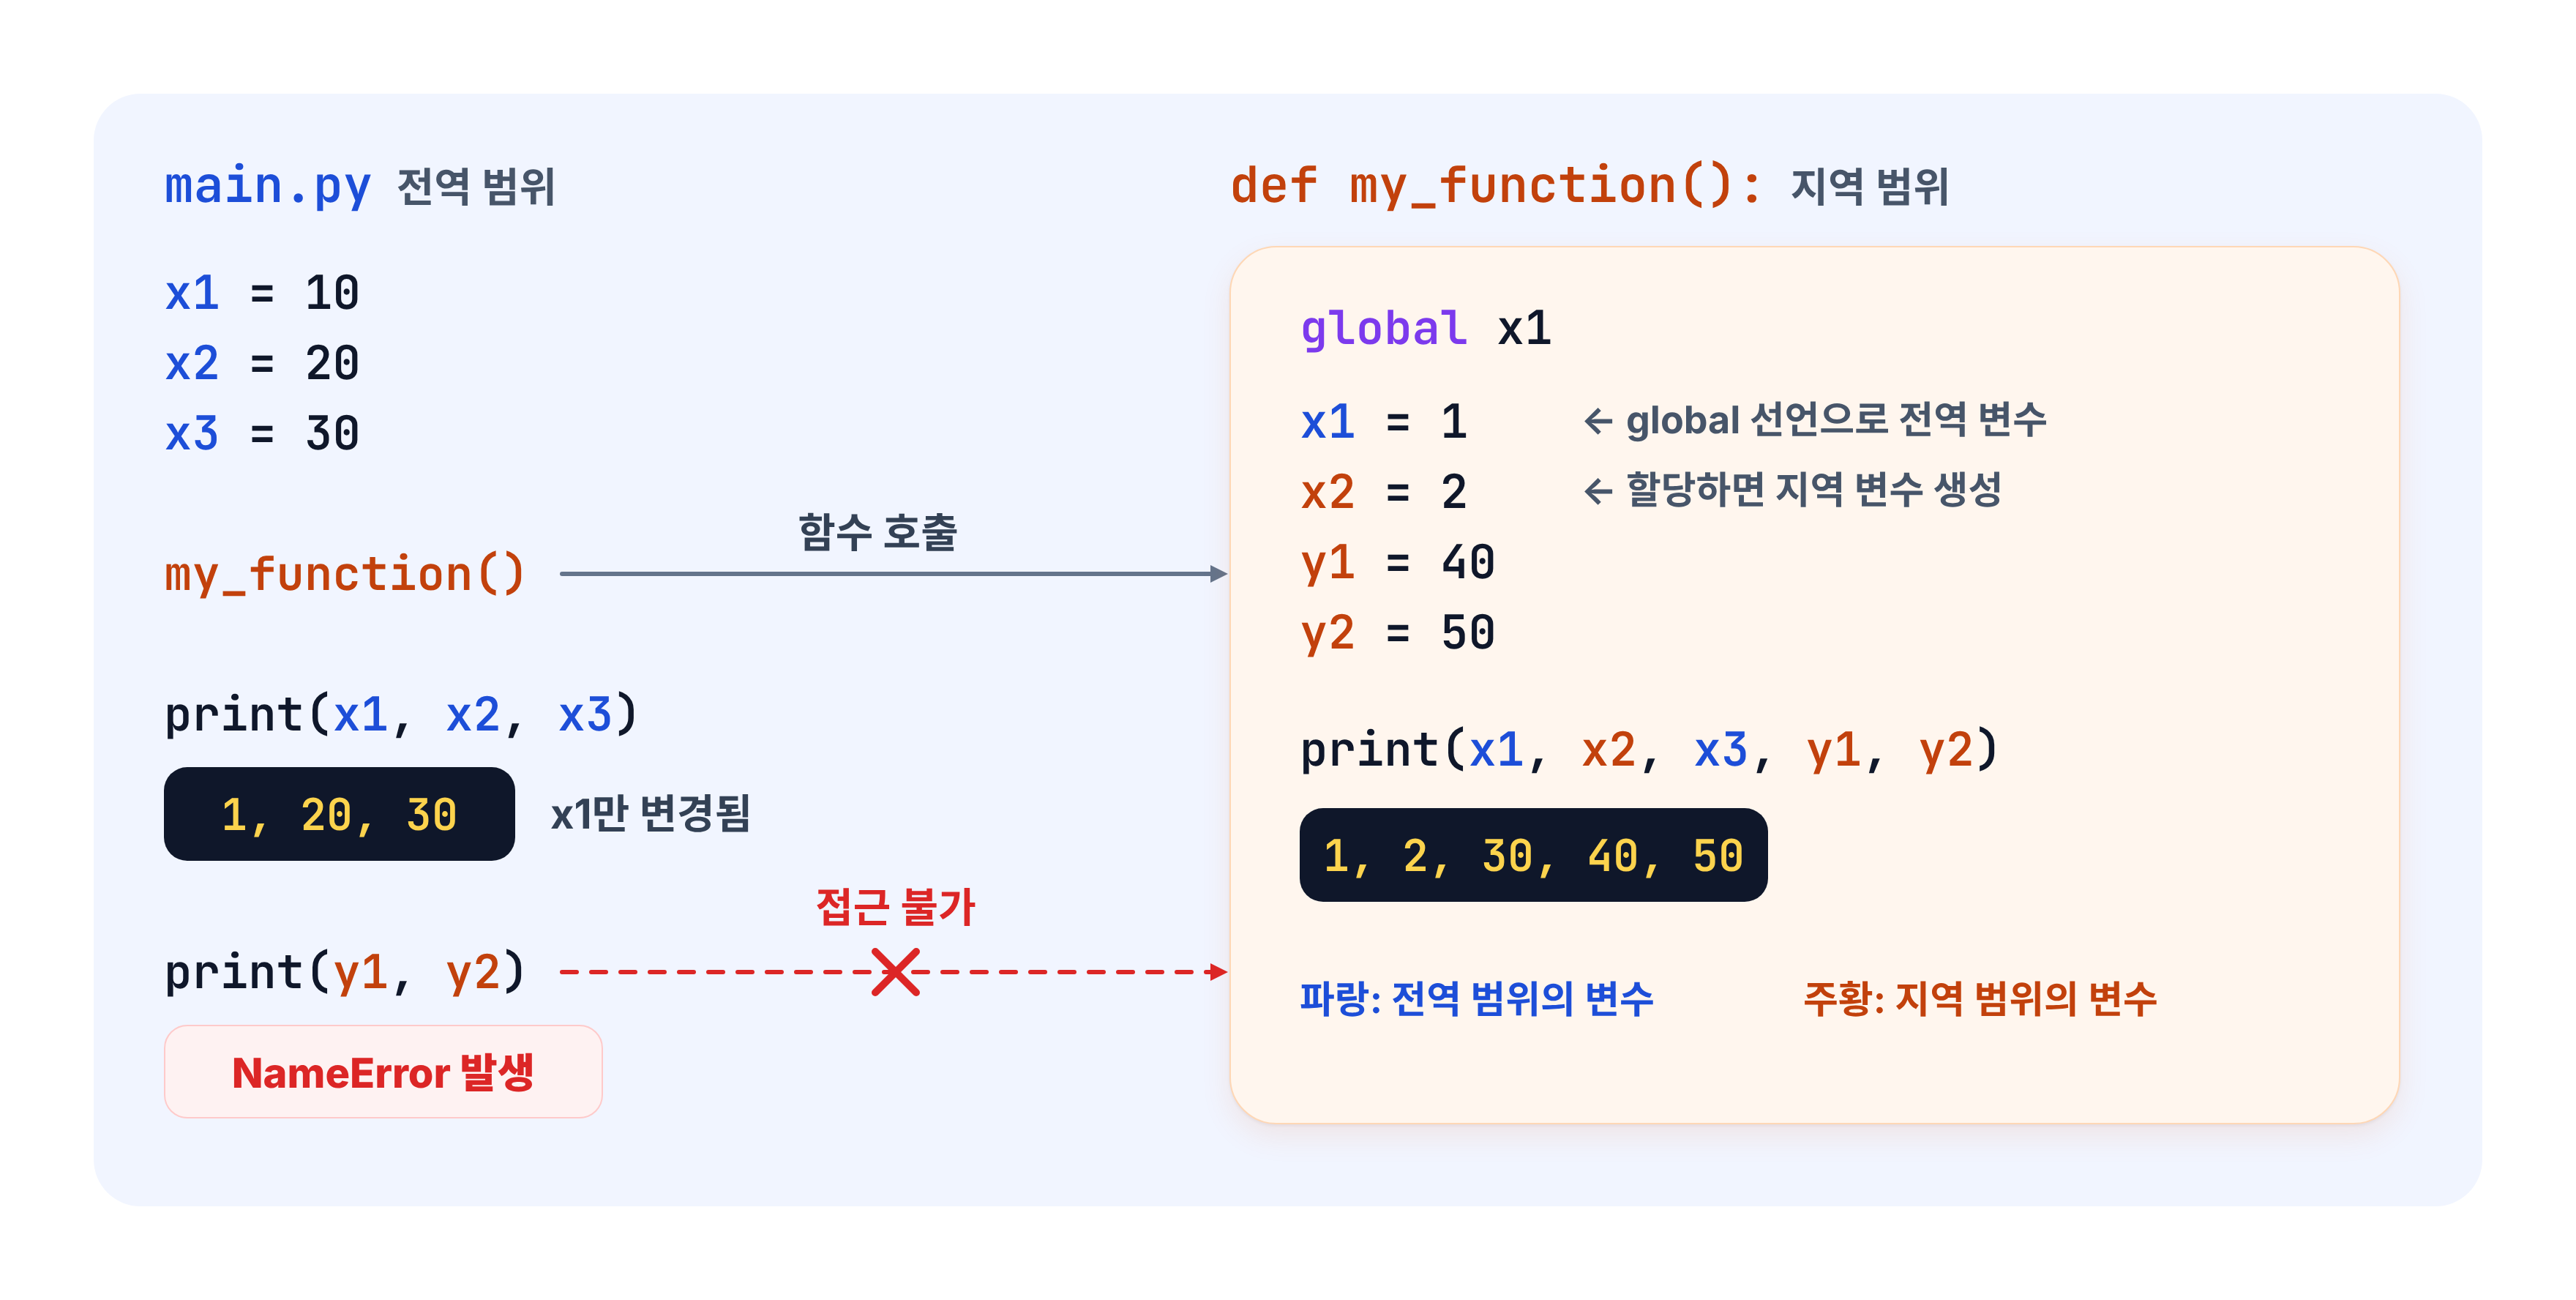 main.py 전역 범위
x1 = 10
x2 = 20
x3 = 30
my_function()
함수 호출
print(x1, x2, x3)
1, 20, 30
x1만 변경됨
접근 불가
print(y1, y2)
NameError 발생
def my_function(): 지역 범위
global x1
x1 = 1 ← global 선언으로 전역 변수
x2 = 2 ← 할당하면 지역 변수 생성
y1 = 40
y2 = 50
print(x1, x2, x3, y1, y2)
1, 2, 30, 40, 50
파랑: 전역 범위의 변수
주황: 지역 범위의 변수